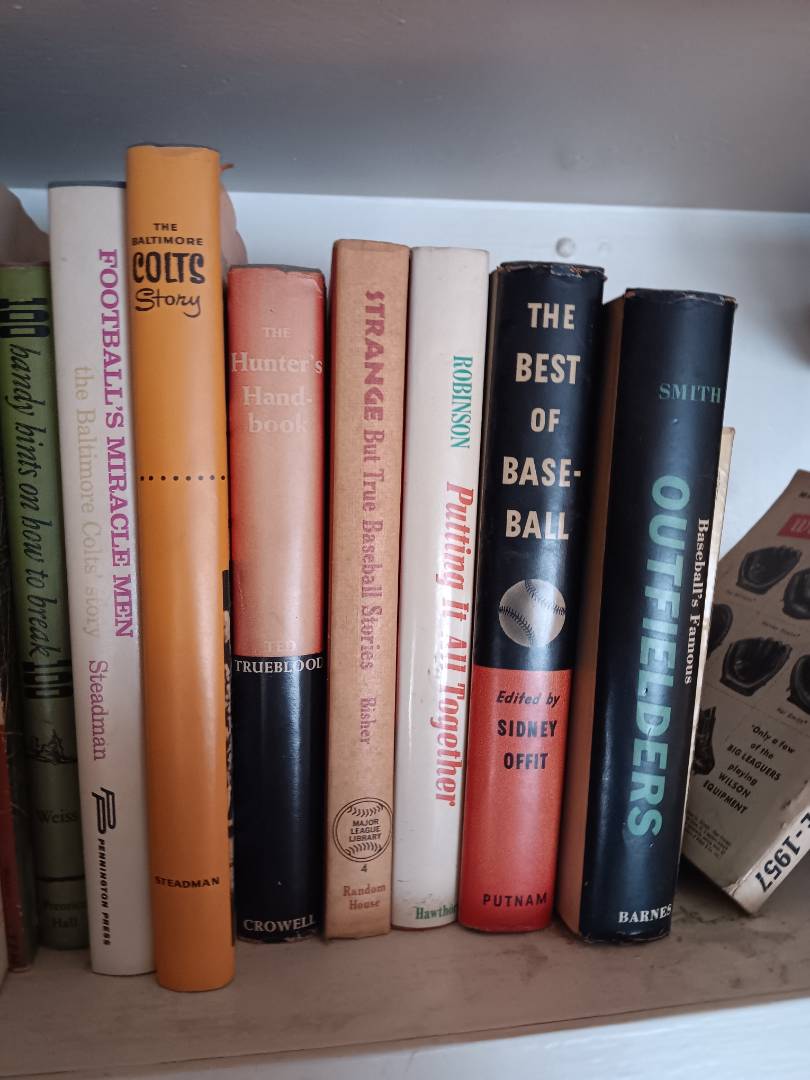 100 handy hints on how to break 100
Weiss
Prentice
Hall
FOOTBALL'S MIRACLE MEN
the Baltimore Colts' story
Steadman
PENNINGTON PRESS
THE
BALTIMORE
COLTS
Story
STEADMAN
THE
Hunter's
Hand-
book
TED
TRUEBLOOD
CROWELL
STRANGE But True Baseball Stories
Bisher
MAJOR
LEAGUE
LIBRARY
4
Random
House
ROBINSON
Putting It All Together
THE
BEST
OF
BASE-
BALL
Edited by
SIDNEY
OFFIT
PUTNAM
SMITH
Baseball's Famous
OUTFIELDERS
BARNES
"Only a few
of the
BIG LEAGUERS
playing
WILSON
EQUIPMENT
1957